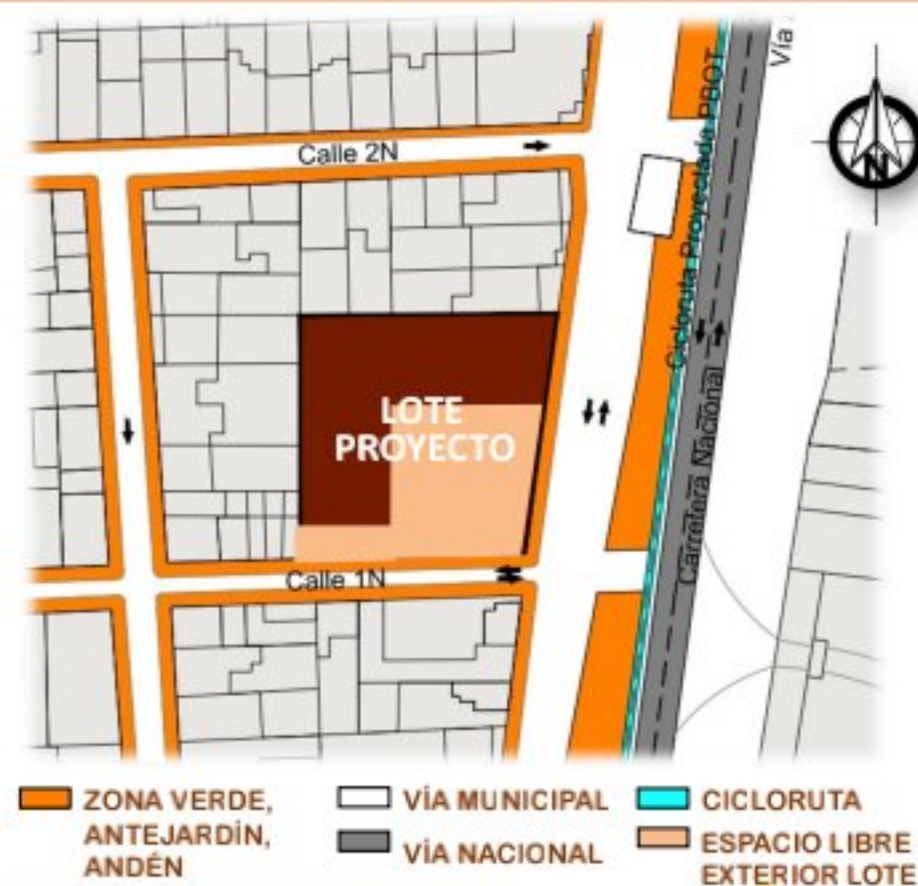 Calle 2N
Vía
N
Cicloruta Proyectada PBOT
LOTE
PROYECTO
Carretera Nacional
Calle 1N
ZONA VERDE,
ANTEJARDÍN,
ANDÉN
VÍA MUNICIPAL
VÍA NACIONAL
CICLORUTA
ESPACIO LIBRE
EXTERIOR LOTE